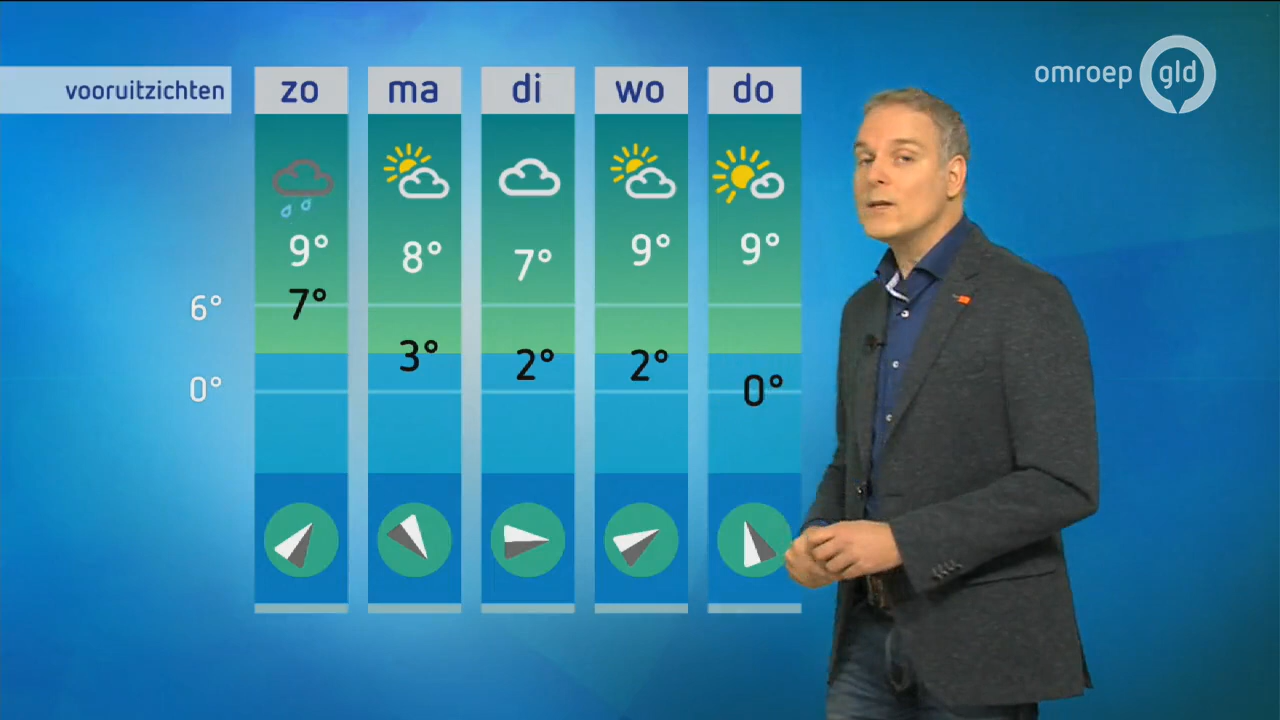 vooruitzichten
zo ma di wo do
omroep gld
9° 8° 7° 9° 9°
6°
7° 3° 2° 2° 0°
0°